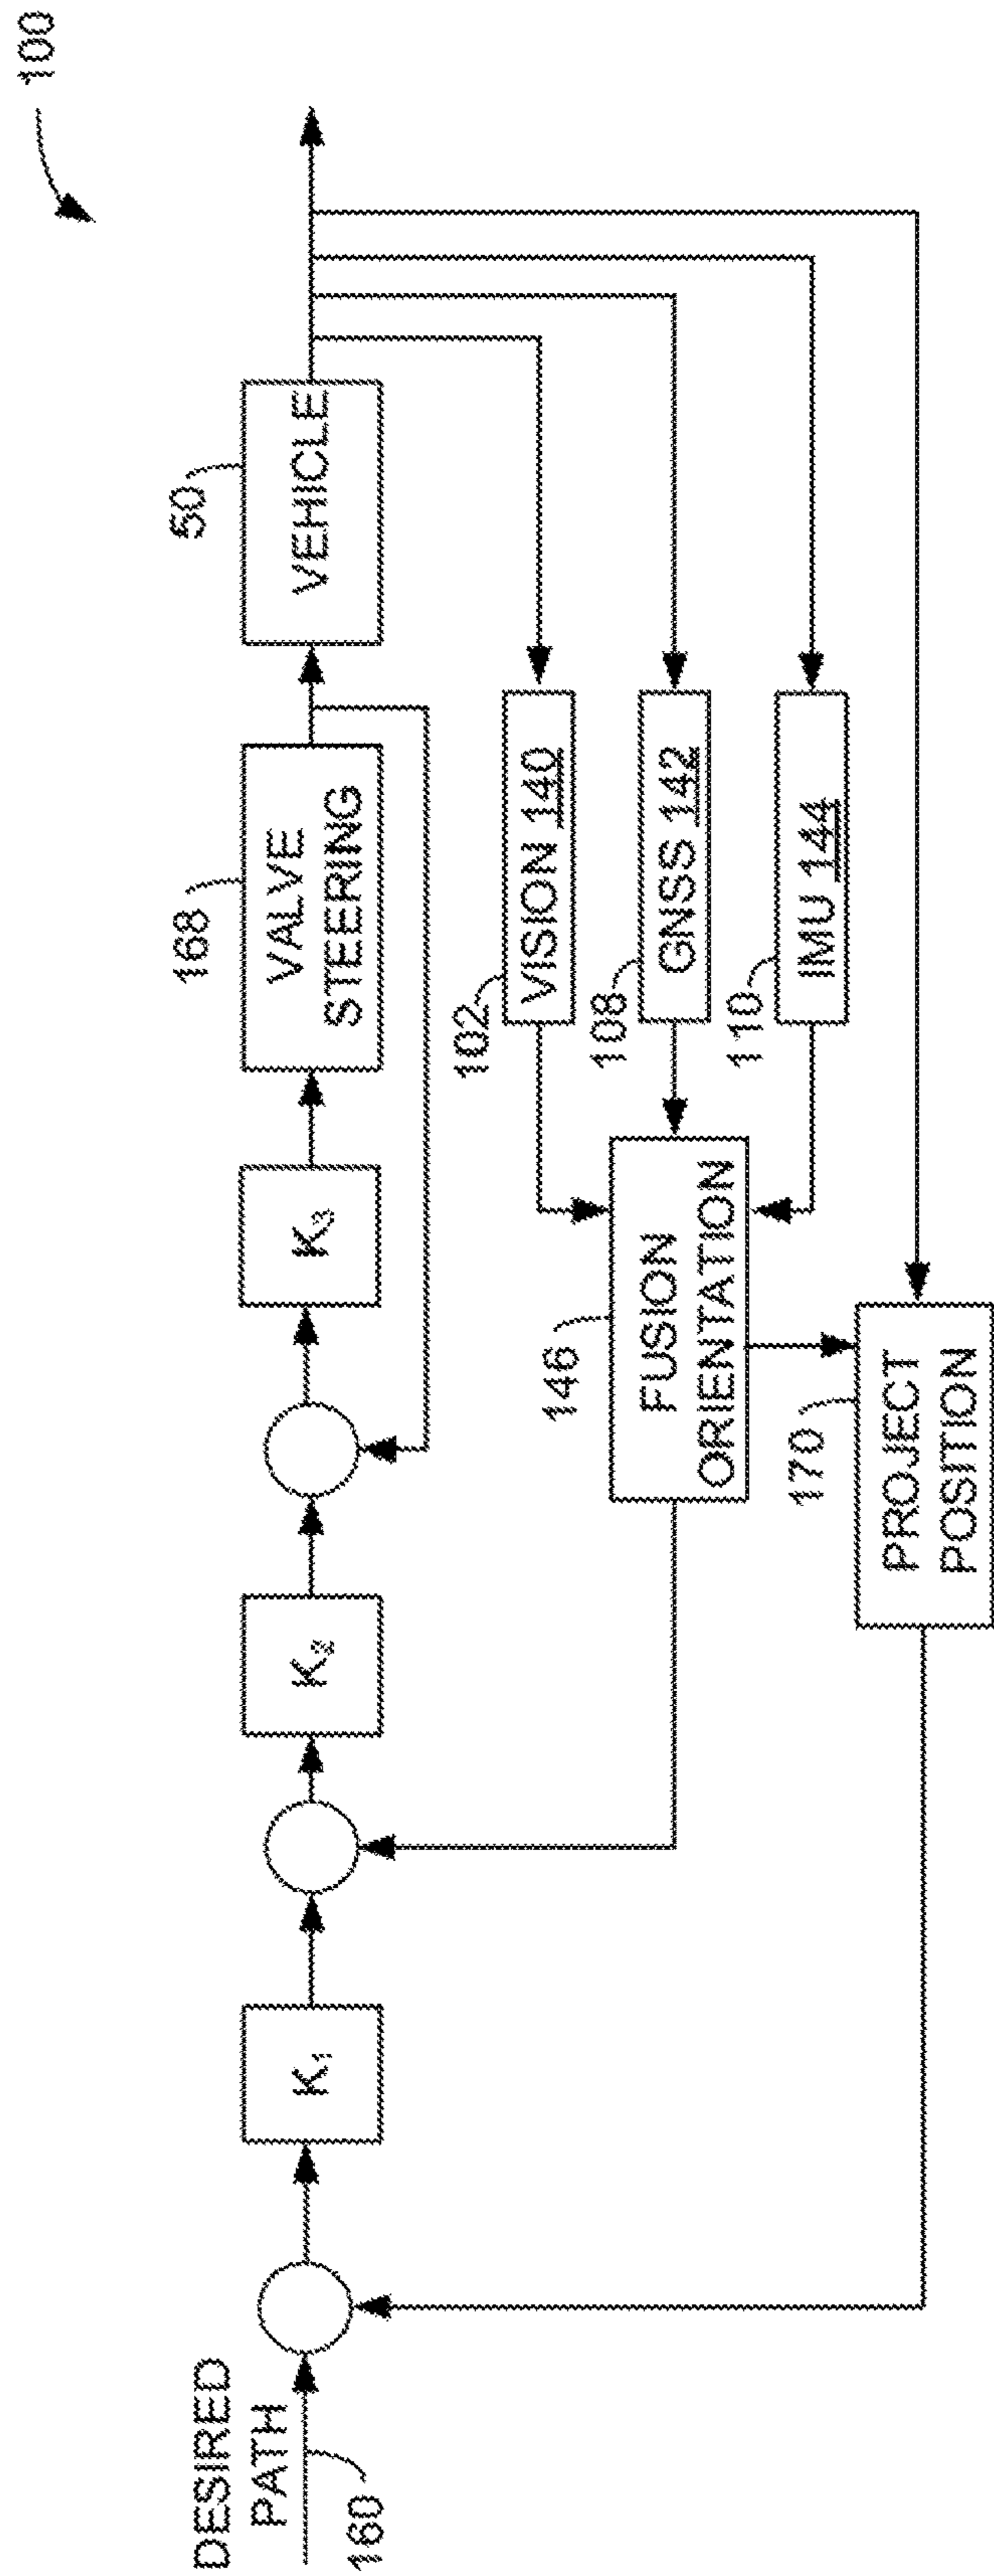 100
DESIRED
PATH
160
K₁
K₂
K₃
168
VALVE
STEERING
50
VEHICLE
102
VISION 140
108
GNSS 142
110
IMU 144
146
FUSION
ORIENTATION
170
PROJECT
POSITION